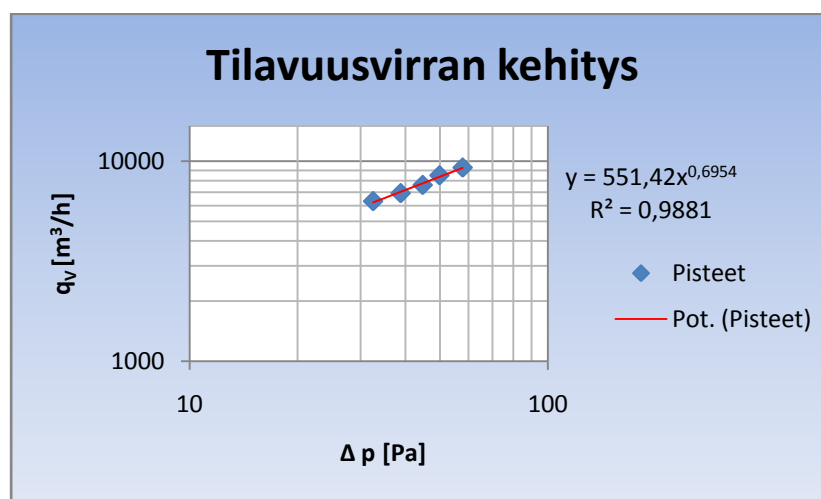 Tilavuusvirran kehitys
10000
1000
qV [m³/h]
10
100
Δ p [Pa]
y = 551,42x^0,6954
R² = 0,9881
Pisteet
Pot. (Pisteet)